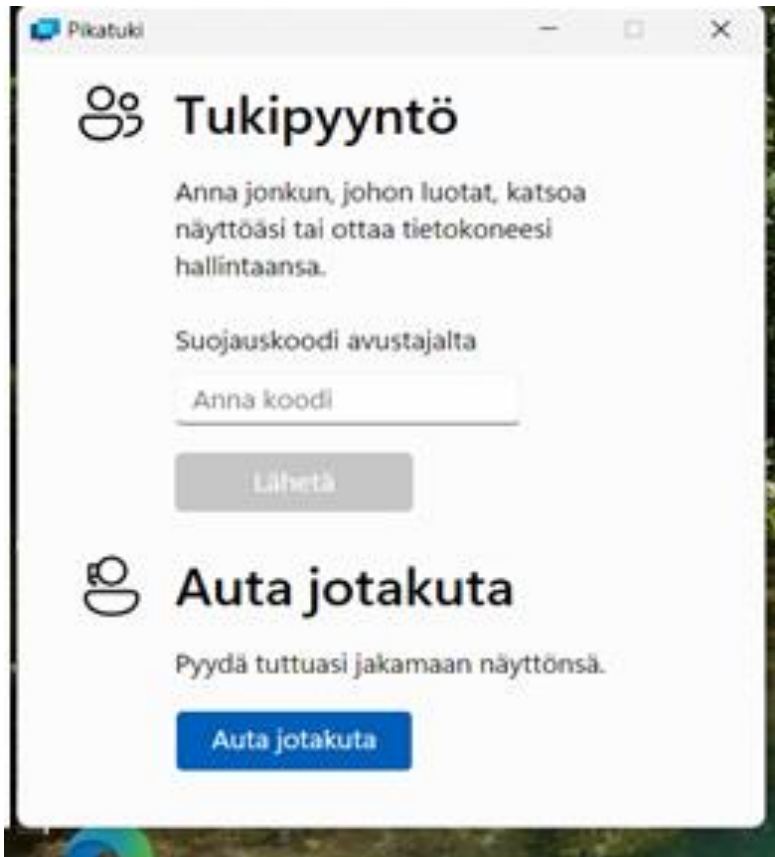 Pikatuki
Tukipyyntö
Anna jonkun, johon luotat, katsoa
näyttöäsi tai ottaa tietokoneesi
hallintaansa.
Suojauskoodi avustajalta
Anna koodi
Lähetä
Auta jotakuta
Pyydä tuttuasi jakamaan näyttönsä.
Auta jotakuta